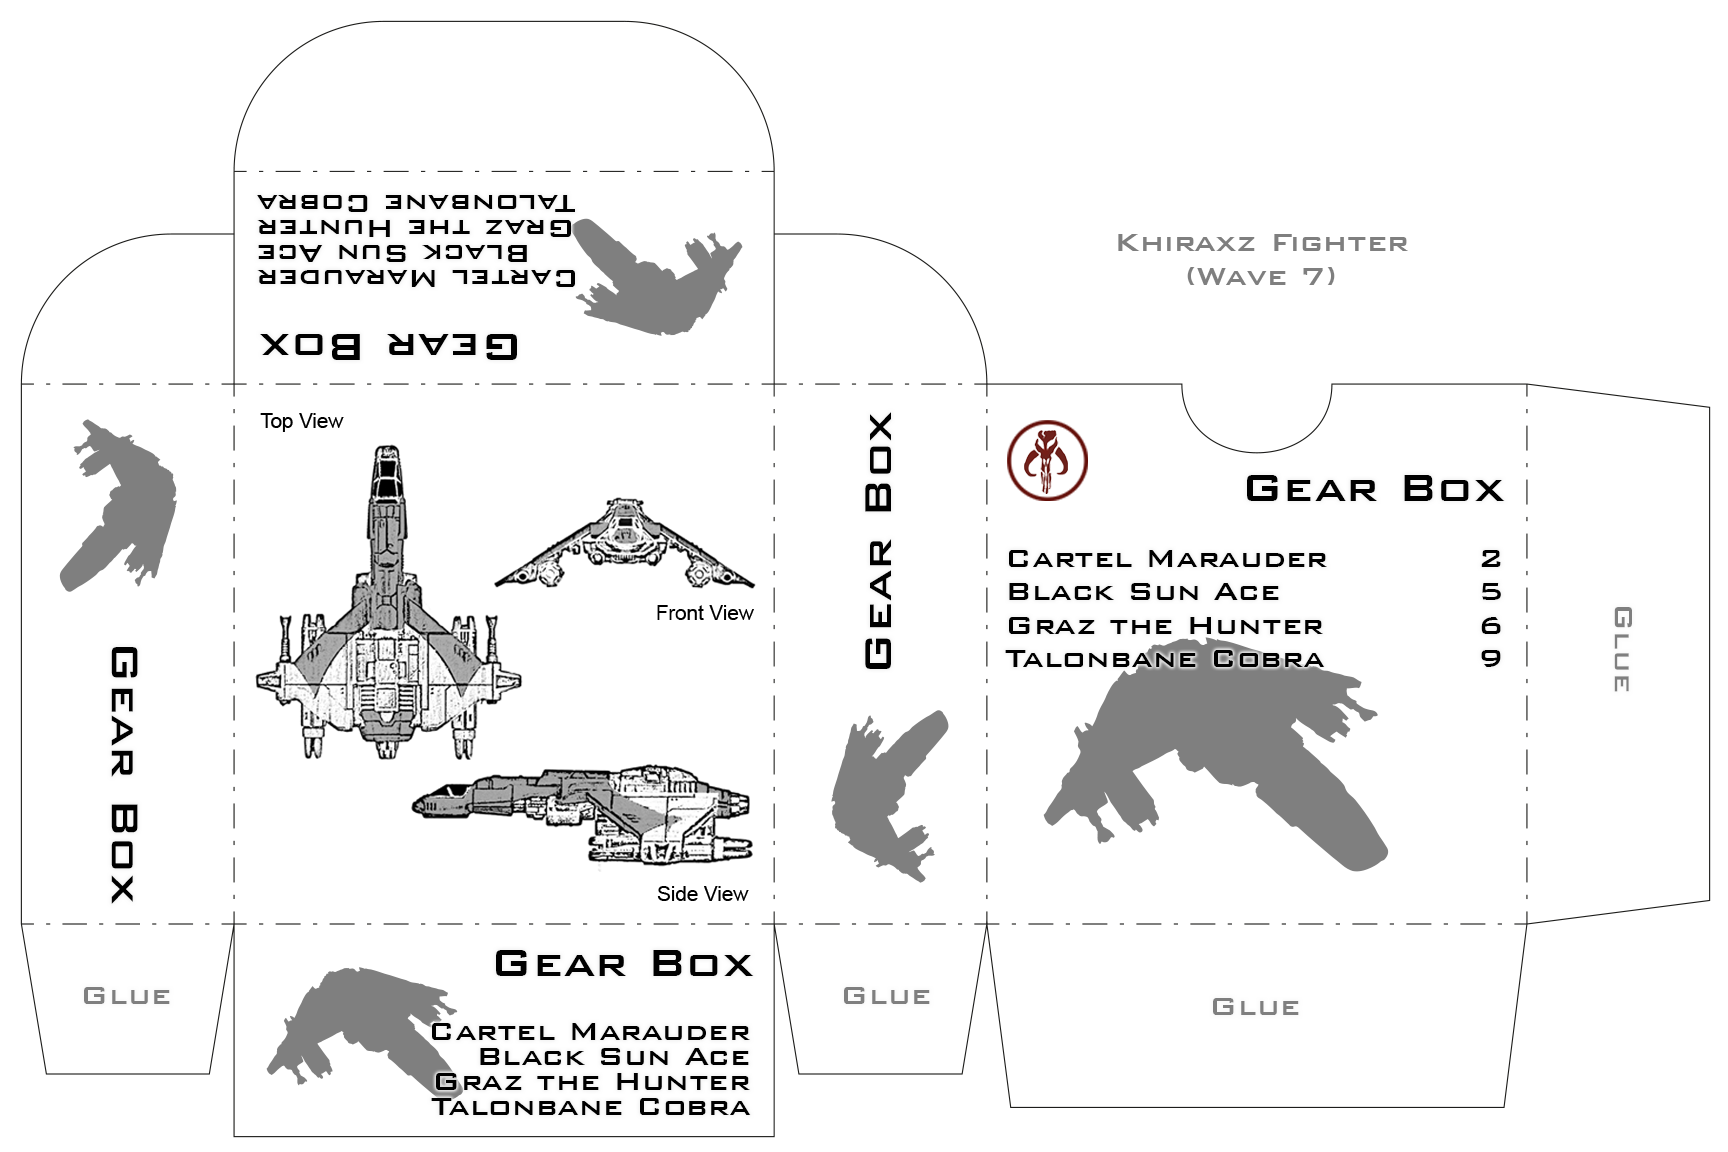 Talonbane Cobra
Graz the Hunter
Black Sun Ace
Cartel Marauder
Gear Box
Khiraxz Fighter
(Wave 7)
Gear Box
Top View
Front View
Side View
Gear Box
Gear Box
Cartel Marauder 2
Black Sun Ace 5
Graz the Hunter 6
Talonbane Cobra 9
Glue
Glue
Gear Box
Cartel Marauder
Black Sun Ace
Graz the Hunter
Talonbane Cobra
Glue
Glue